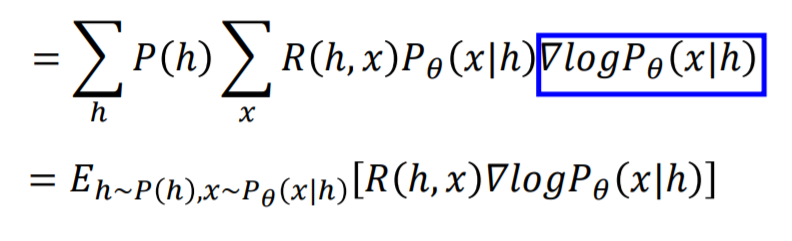 = ∑_h P(h) ∑_x R(h,x)P_θ(x|h)∇logP_θ(x|h)
= E_{h~P(h),x~P_θ(x|h)}[R(h,x)∇logP_θ(x|h)]